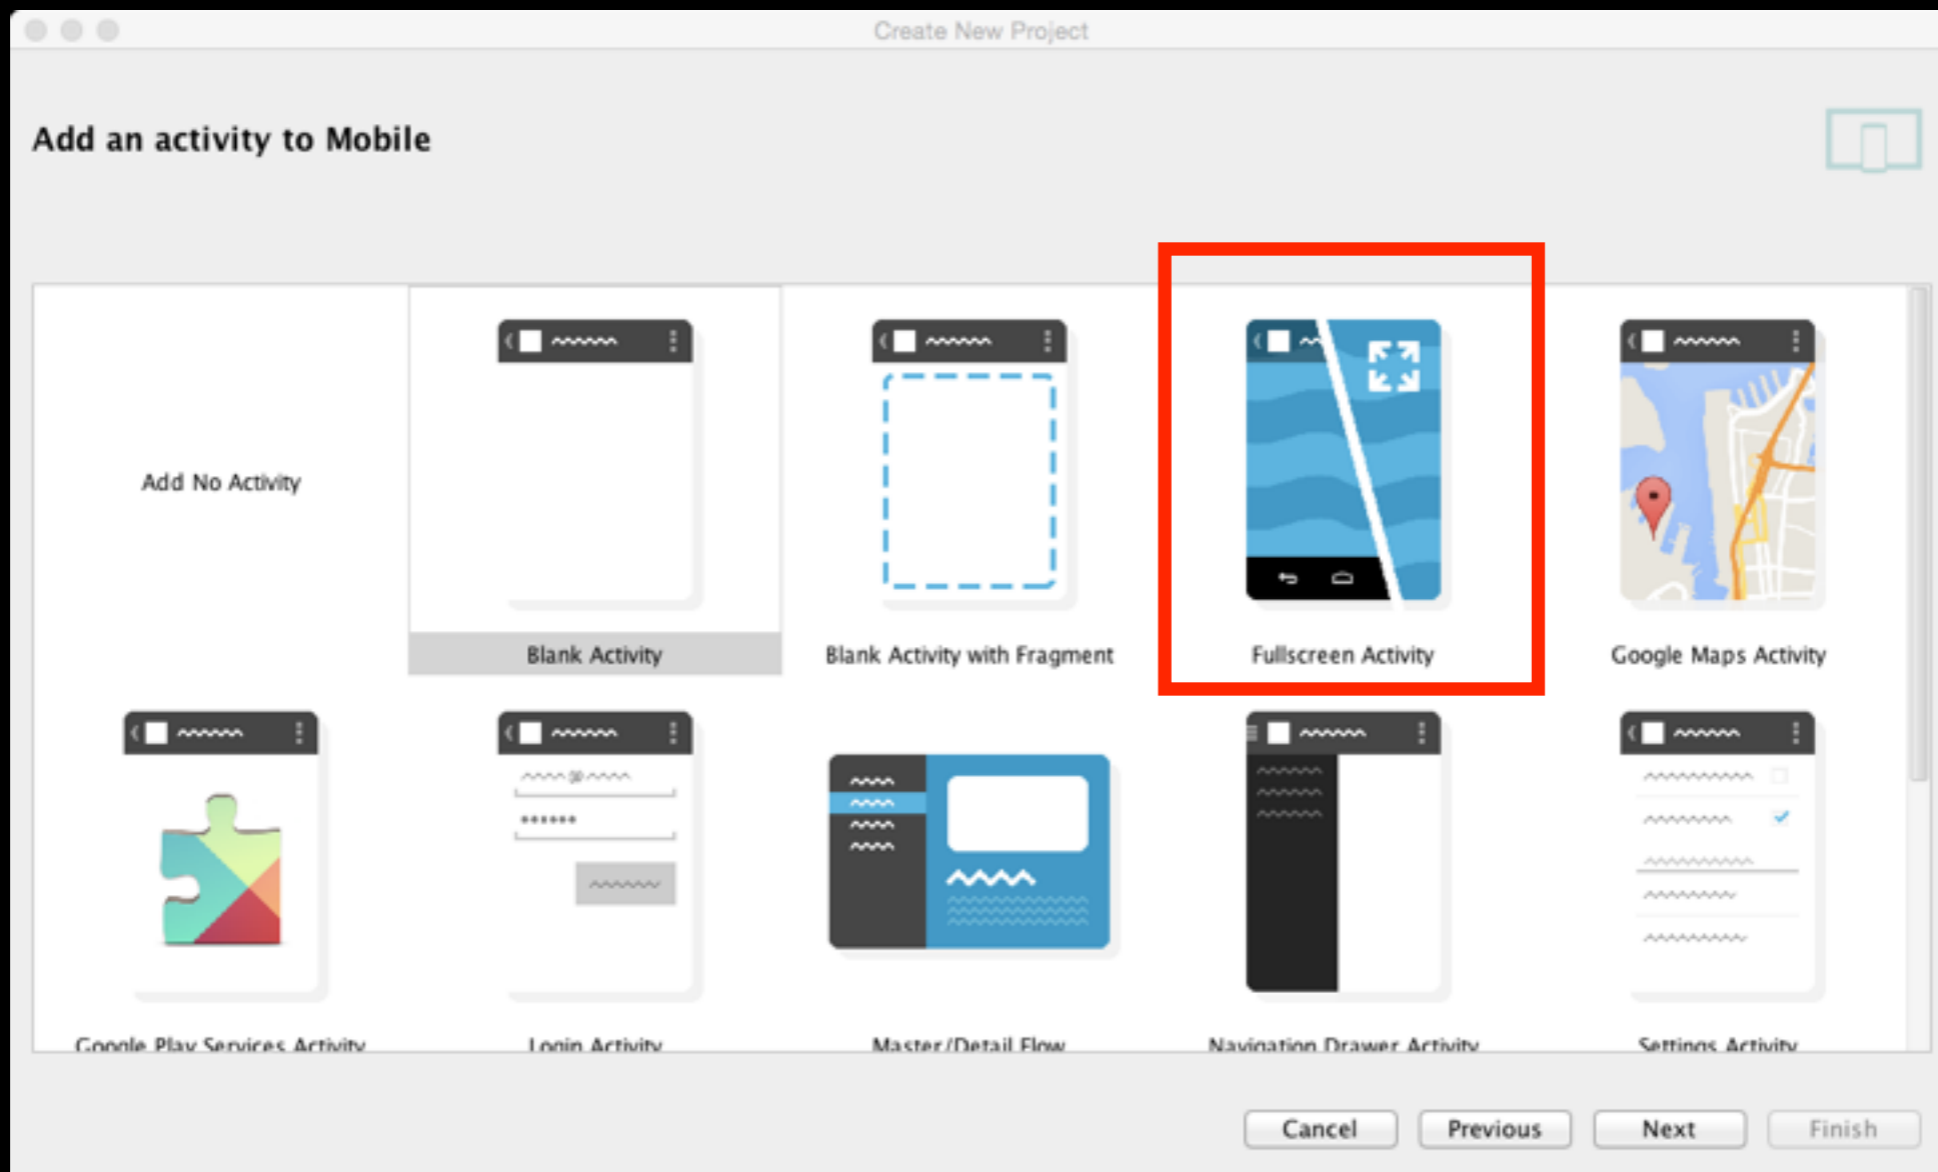 Create New Project
Add an activity to Mobile
Add No Activity
Blank Activity
Blank Activity with Fragment
Fullscreen Activity
Google Maps Activity
Google Play Services Activity
Login Activity
Master/Detail Flow
Navigation Drawer Activity
Settings Activity
Cancel
Previous
Next
Finish